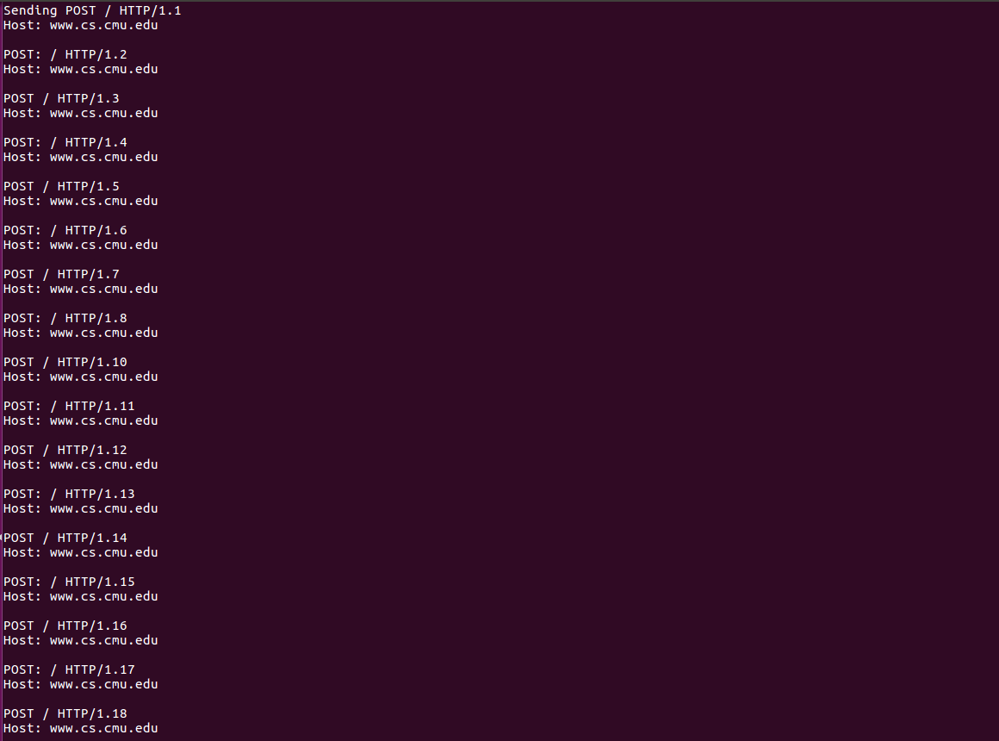 Sending POST / HTTP/1.1
Host: www.cs.cmu.edu
POST: / HTTP/1.2
Host: www.cs.cmu.edu
POST / HTTP/1.3
Host: www.cs.cmu.edu
POST: / HTTP/1.4
Host: www.cs.cmu.edu
POST / HTTP/1.5
Host: www.cs.cmu.edu
POST: / HTTP/1.6
Host: www.cs.cmu.edu
POST / HTTP/1.7
Host: www.cs.cmu.edu
POST: / HTTP/1.8
Host: www.cs.cmu.edu
POST / HTTP/1.10
Host: www.cs.cmu.edu
POST: / HTTP/1.11
Host: www.cs.cmu.edu
POST / HTTP/1.12
Host: www.cs.cmu.edu
POST: / HTTP/1.13
Host: www.cs.cmu.edu
POST / HTTP/1.14
Host: www.cs.cmu.edu
POST: / HTTP/1.15
Host: www.cs.cmu.edu
POST / HTTP/1.16
Host: www.cs.cmu.edu
POST: / HTTP/1.17
Host: www.cs.cmu.edu
POST / HTTP/1.18
Host: www.cs.cmu.edu